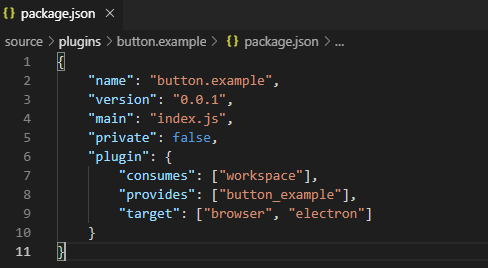 package.json
source > plugins > button.example > package.json > ...
1 {
2 "name": "button.example",
3 "version": "0.0.1",
4 "main": "index.js",
5 "private": false,
6 "plugin": {
7 "consumes": ["workspace"],
8 "provides": ["button_example"],
9 "target": ["browser", "electron"]
10 }
11 }